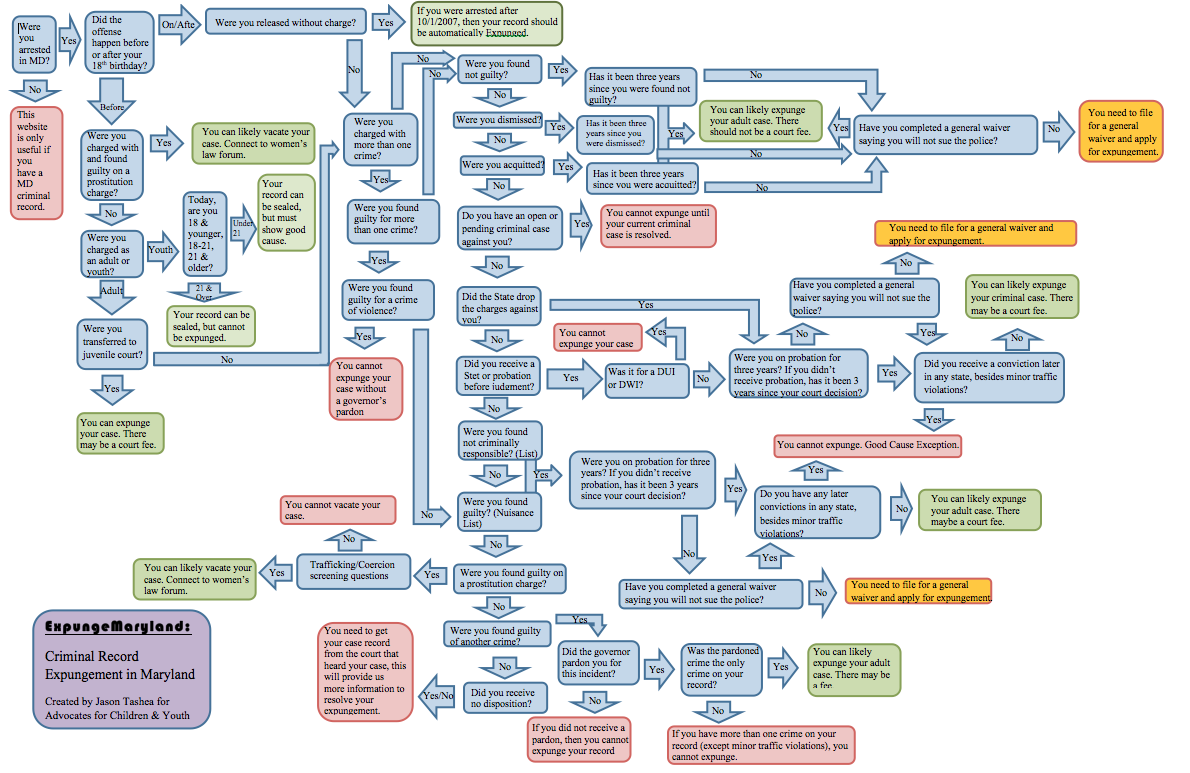 Were
you
arrested
in MD?
Yes
No
This
website
is only
useful if
you
have a
MD
criminal
record.
Did the
offense
happen before
or after your
18th birthday?
On/Afte
Before
Were you released without charge?
Yes
No
If you were arrested after
10/1/2007, then your record should
be automatically Expunged.
Were you
charged with
and found
guilty on a
prostitution
charge?
Yes
No
You can likely vacate your
case. Connect to women's
law forum.
Were you
charged as
an adult or
youth?
Youth
Adult
Today,
are you
18 &
younger,
18-21,
21 &
older?
Under
21
21 &
Over
Your
record can
be sealed,
but must
show good
cause.
Your record can be
sealed, but cannot
be expunged.
Were you
transferred to
juvenile court?
No
Yes
You can expunge
your case. There
may be a court fee.
Were you
charged with
more than one
crime?
No
Yes
Were you found
guilty for more
than one crime?
No
Yes
Were you found
guilty for a crime
of violence?
Yes
No
You cannot
expunge your
case without
a governor's
pardon
Were you found
not guilty?
Yes
No
Has it been three years
since you were found not
guilty?
No
Were you dismissed?
Yes
No
Has it been three
years since you
were dismissed?
Yes
No
Were you acquitted?
Yes
No
Has it been three years
since you were acquitted?
No
You can likely expunge
your adult case. There
should not be a court fee.
Yes
Have you completed a general waiver
saying you will not sue the police?
No
You need to file
for a general
waiver and
apply for
expungement.
Do you have an open or
pending criminal case
against you?
Yes
No
You cannot expunge until
your current criminal
case is resolved.
Did the State drop
the charges against
you?
Yes
No
Did you receive a
Stet or probation
before judement?
Yes
No
Was it for a DUI
or DWI?
Yes
No
You cannot
expunge your case
Were you on probation for
three years? If you didn't
receive probation, has it been 3
years since your court decision?
No
Yes
Have you completed a general
waiver saying you will not sue the
police?
No
Yes
You need to file for a general waiver and
apply for expungement.
Did you receive a conviction later
in any state, besides minor traffic
violations?
No
Yes
You can likely expunge
your criminal case. There
may be a court fee.
You cannot expunge. Good Cause Exception.
Were you found
not criminally
responsible? (List)
Yes
No
Were you found
guilty? (Nuisance
List)
No
Were you on probation for three
years? If you didn't receive
probation, has it been 3 years
since your court decision?
Yes
No
Do you have any later
convictions in any state,
besides minor traffic
violations?
Yes
No
You can likely expunge
your adult case. There
maybe a court fee.
Have you completed a general waiver
saying you will not sue the police?
Yes
No
You need to file for a general
waiver and apply for expungement.
Were you found guilty on
a prostitution charge?
Yes
No
Trafficking/Coercion
screening questions
No
Yes
You cannot vacate your
case.
You can likely vacate your
case. Connect to women's
law forum.
Were you found guilty
of another crime?
Yes
No
Did you receive
no disposition?
Yes/No
You need to get
your case record
from the court that
heard your case, this
will provide us
more information to
resolve your
expungement.
Did the governor
pardon you for
this incident?
Yes
No
If you did not receive a
pardon, then you cannot
expunge your record
Was the pardoned
crime the only
crime on your
record?
Yes
No
You can likely
expunge your adult
case. There may be
a fee
If you have more than one crime on your
record (except minor traffic violations), you
cannot expunge.
ExpungeMaryland:
Criminal Record
Expungement in Maryland
Created by Jason Tashea for
Advocates for Children & Youth